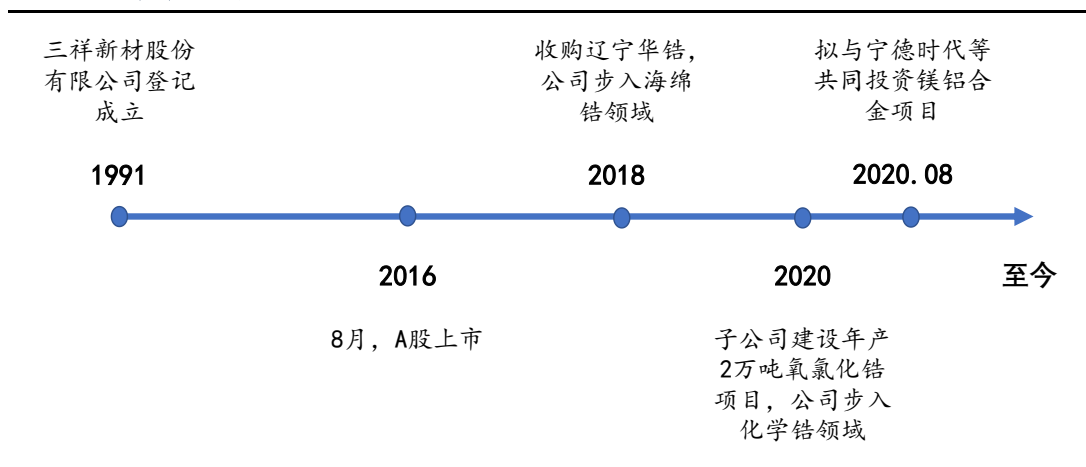 三祥新材股份
有限公司登记
成立
收购辽宁华锆，
公司步入海绵
锆领域
拟与宁德时代等
共同投资镁铝合
金项目
1991
2018
2020.08
2016
2020
至今
8月，A股上市
子公司建设年产
2万吨氧氯化锆
项目，公司步入
化学锆领域